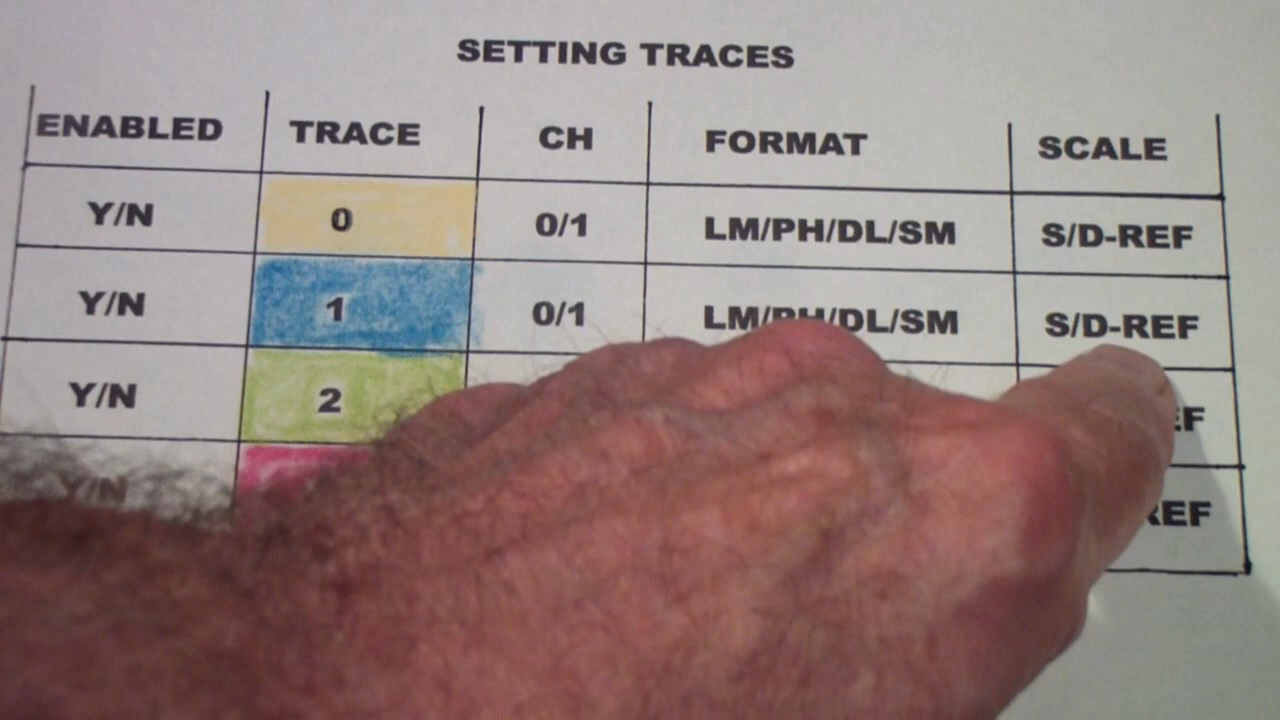 SETTING TRACES
ENABLED TRACE CH FORMAT SCALE
Y/N 0 0/1 LM/PH/DL/SM S/D-REF
Y/N 1 0/1 LM/PH/DL/SM S/D-REF
Y/N 2 EF
Y/N REF